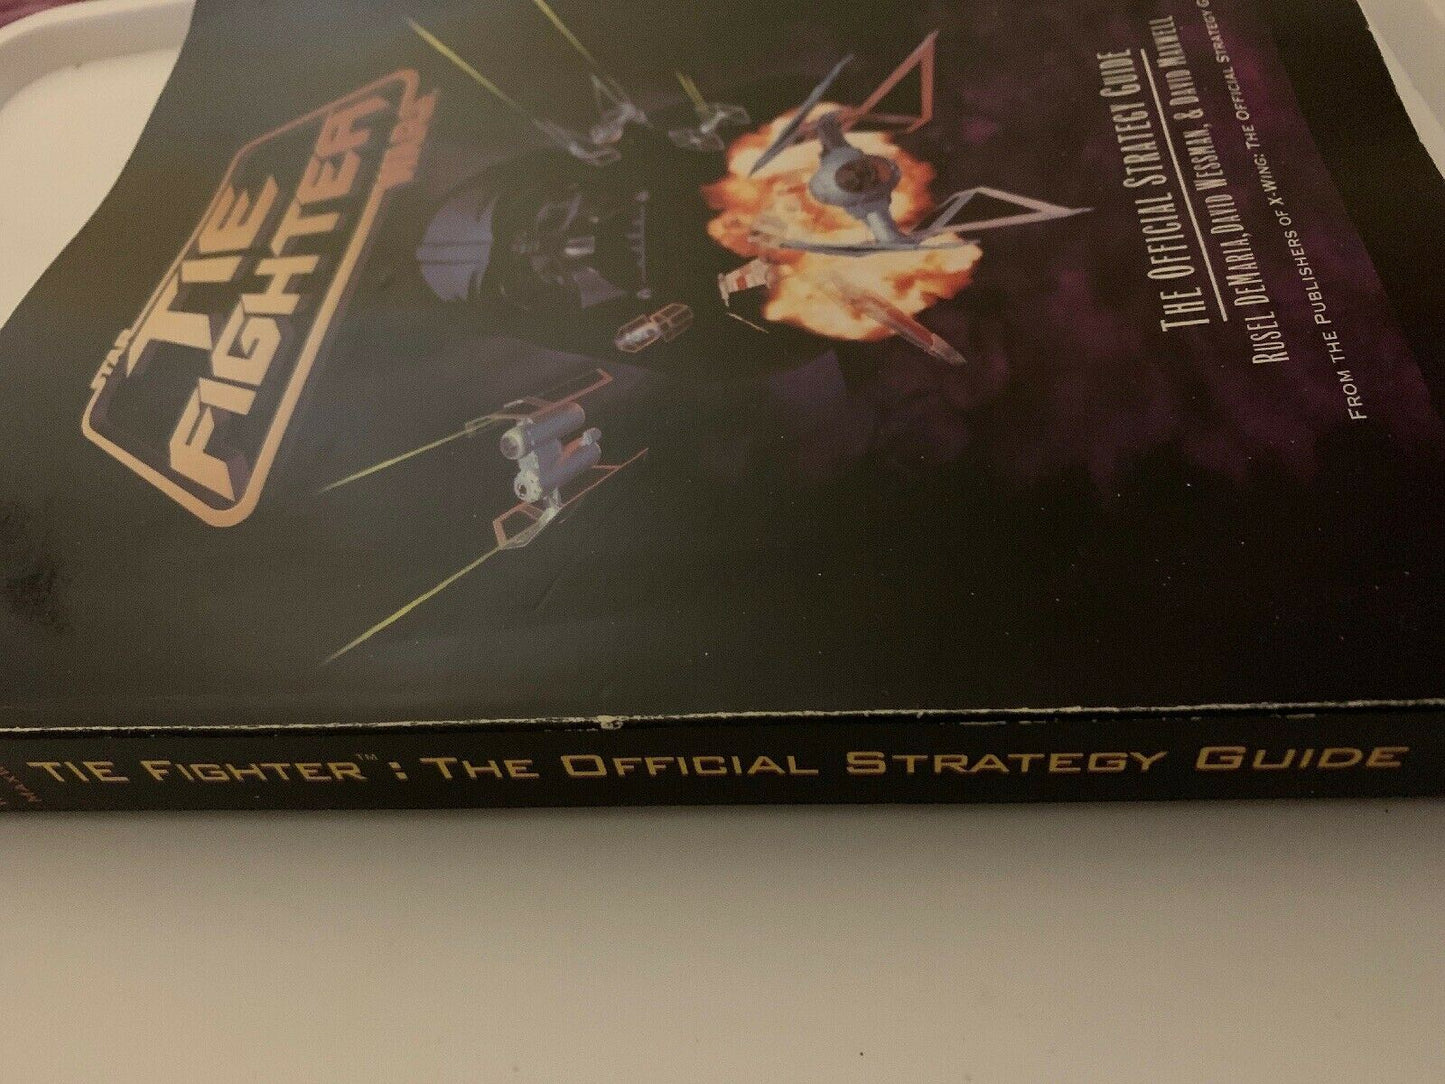 STAR
TIE
FIGHTER
WARS
THE OFFICIAL STRATEGY GUIDE
RUSEL DEMARIA, DAVID WESSMAN, & DAVID MAXWELL
FROM THE PUBLISHERS OF X-WING: THE OFFICIAL STRATEGY
TIE FIGHTER™: THE OFFICIAL STRATEGY GUIDE